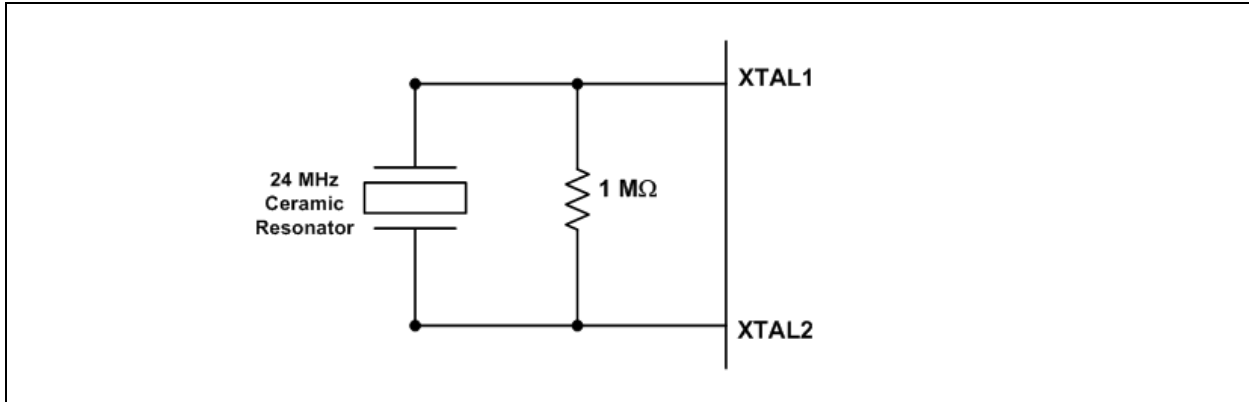 XTAL1
24 MHz
Ceramic
Resonator
1 MΩ
XTAL2